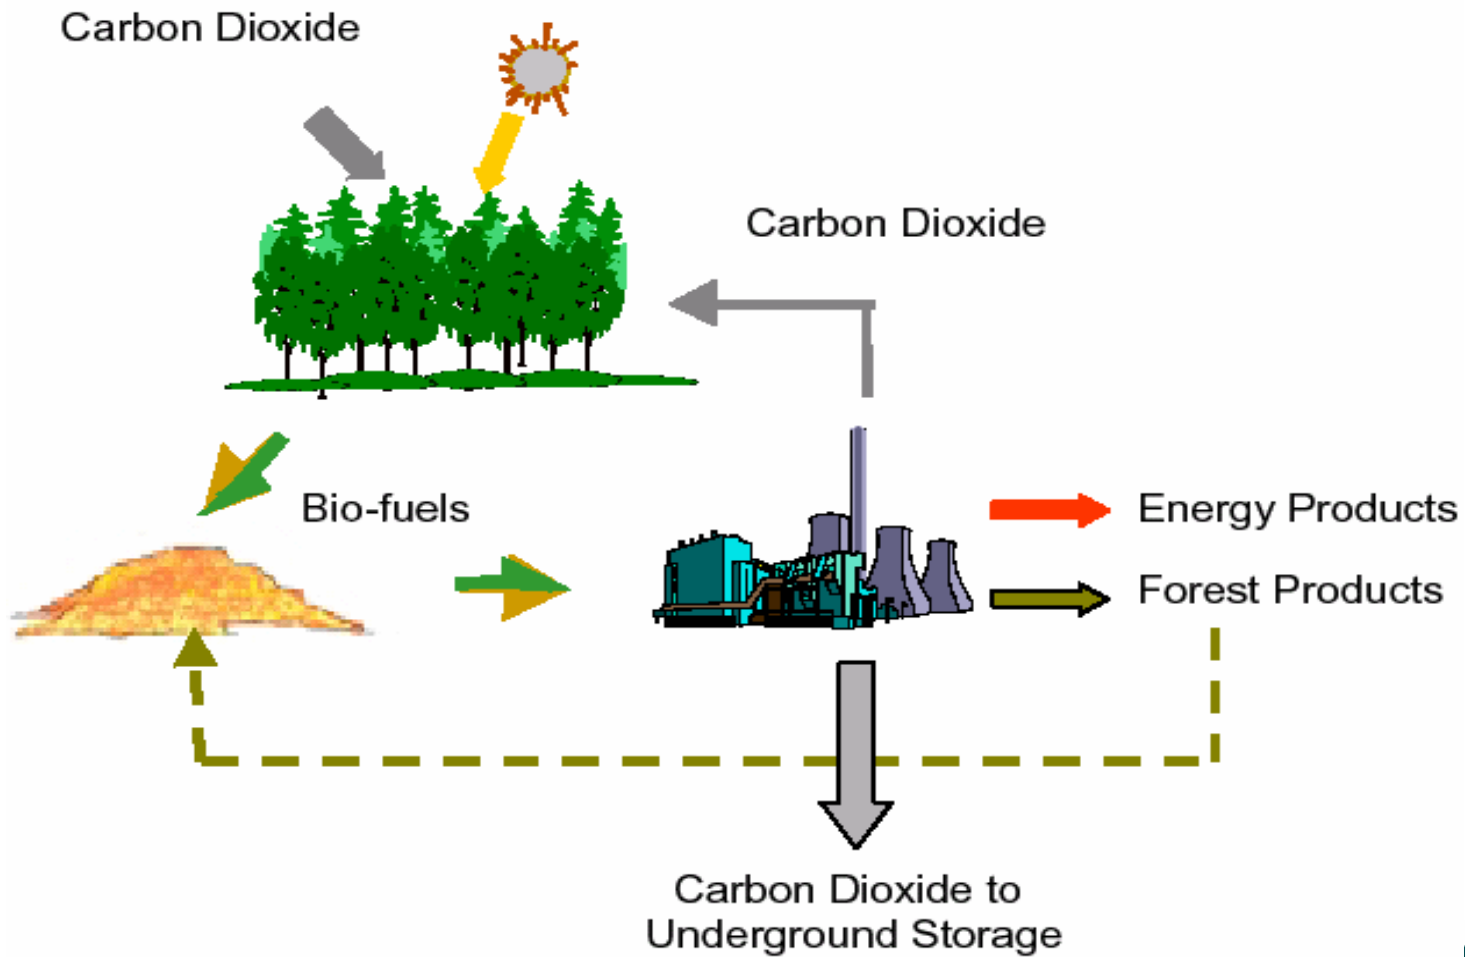 Carbon Dioxide
Carbon Dioxide
Bio-fuels
Energy Products
Forest Products
Carbon Dioxide to
Underground Storage